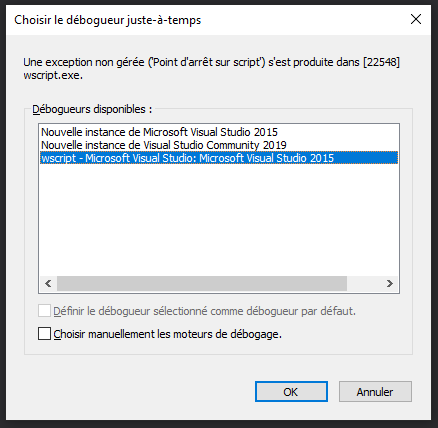 Choisir le débogueur juste-à-temps
Une exception non gérée ('Point d'arrêt sur script') s'est produite dans [22548]
wscript.exe.
Débogueurs disponibles :
Nouvelle instance de Microsoft Visual Studio 2015
Nouvelle instance de Visual Studio Community 2019
wscript - Microsoft Visual Studio: Microsoft Visual Studio 2015
Définir le débogueur sélectionné comme débogueur par défaut.
Choisir manuellement les moteurs de débogage.
OK
Annuler